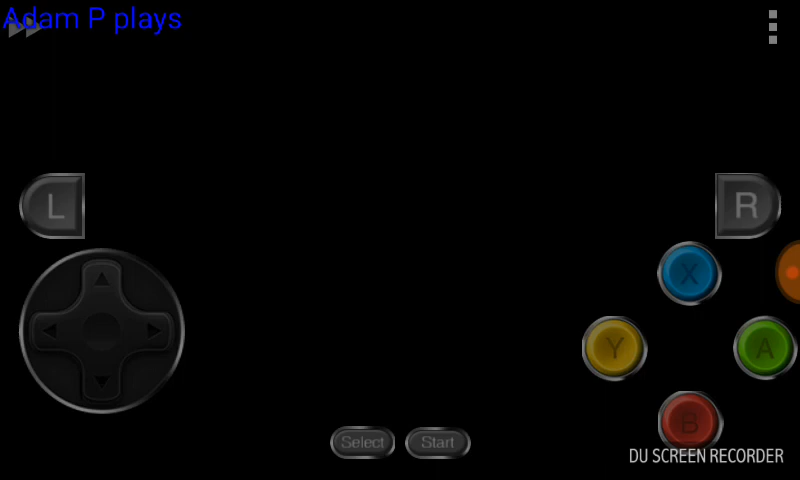 Adam P plays
L
R
X
Y
A
B
Select
Start
DU SCREEN RECORDER